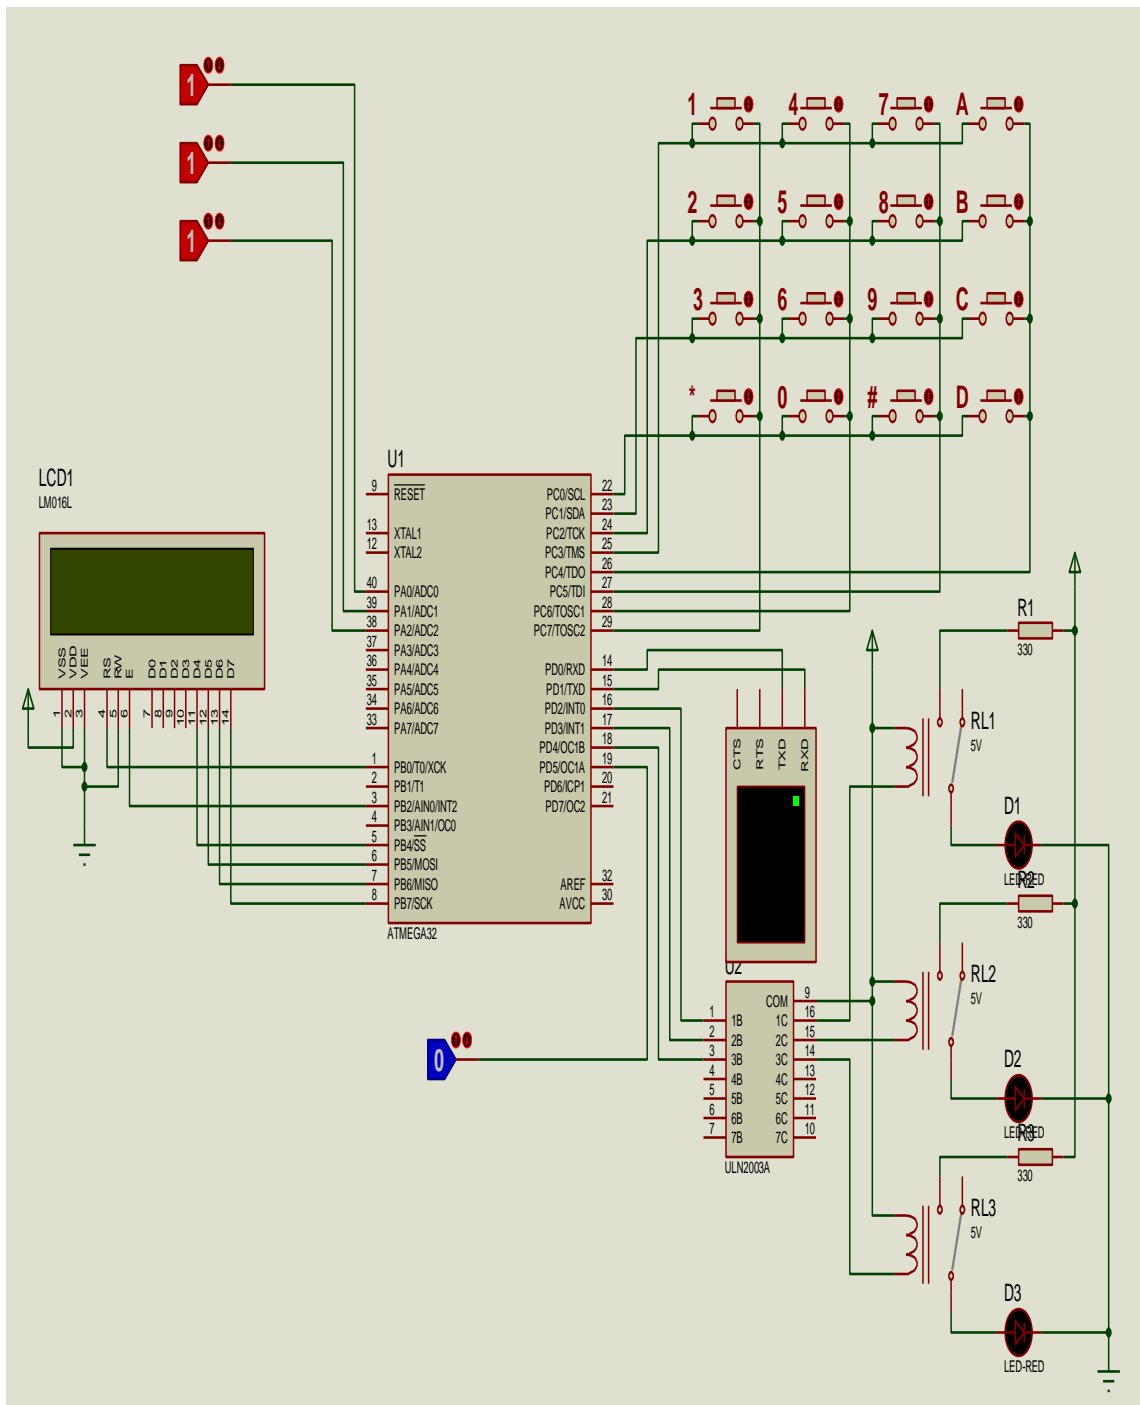 1
1
1
1 4 7 A
2 5 8 B
3 6 9 C
* 0 # D
LCD1
LM016L
VSS VDD VEE RS RW E D0 D1 D2 D3 D4 D5 D6 D7
1 2 3 4 5 6 7 8 9 10 11 12 13 14
U1
9 RESET PC0/SCL 22
PC1/SDA 23
13 XTAL1 PC2/TCK 24
12 XTAL2 PC3/TMS 25
PC4/TDO 26
40 PA0/ADC0 PC5/TDI 27
39 PA1/ADC1 PC6/TOSC1 28
38 PA2/ADC2 PC7/TOSC2 29
37 PA3/ADC3
36 PA4/ADC4 PD0/RXD 14
35 PA5/ADC5 PD1/TXD 15
34 PA6/ADC6 PD2/INT0 16
33 PA7/ADC7 PD3/INT1 17
PD4/OC1B 18
1 PB0/T0/XCK PD5/OC1A 19
2 PB1/T1 PD6/ICP1 20
3 PB2/AIN0/INT2 PD7/OC2 21
4 PB3/AIN1/OC0
5 PB4/SS
6 PB5/MOSI
7 PB6/MISO AREF 32
8 PB7/SCK AVCC 30
ATMEGA32
CTS RTS TXD RXD
0
U2
COM 9
1 1B 1C 16
2 2B 2C 15
3 3B 3C 14
4 4B 4C 13
5 5B 5C 12
6 6B 6C 11
7 7B 7C 10
ULN2003A
R1
330
RL1
5V
D1
LED-RED
R2
330
RL2
5V
D2
LED-RED
R3
330
RL3
5V
D3
LED-RED